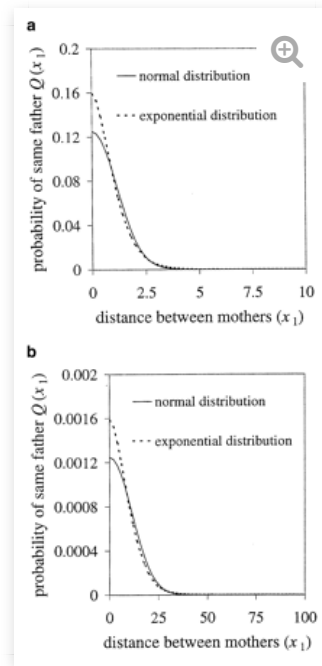 a
0.2
0.16
0.12
0.08
0.04
0
probability of same father Q(x₁)
normal distribution
exponential distribution
0 2.5 5 7.5 10
distance between mothers (x₁)
b
0.002
0.0016
0.0012
0.0008
0.0004
0
probability of same father Q(x₁)
normal distribution
exponential distribution
0 25 50 75 100
distance between mothers (x₁)